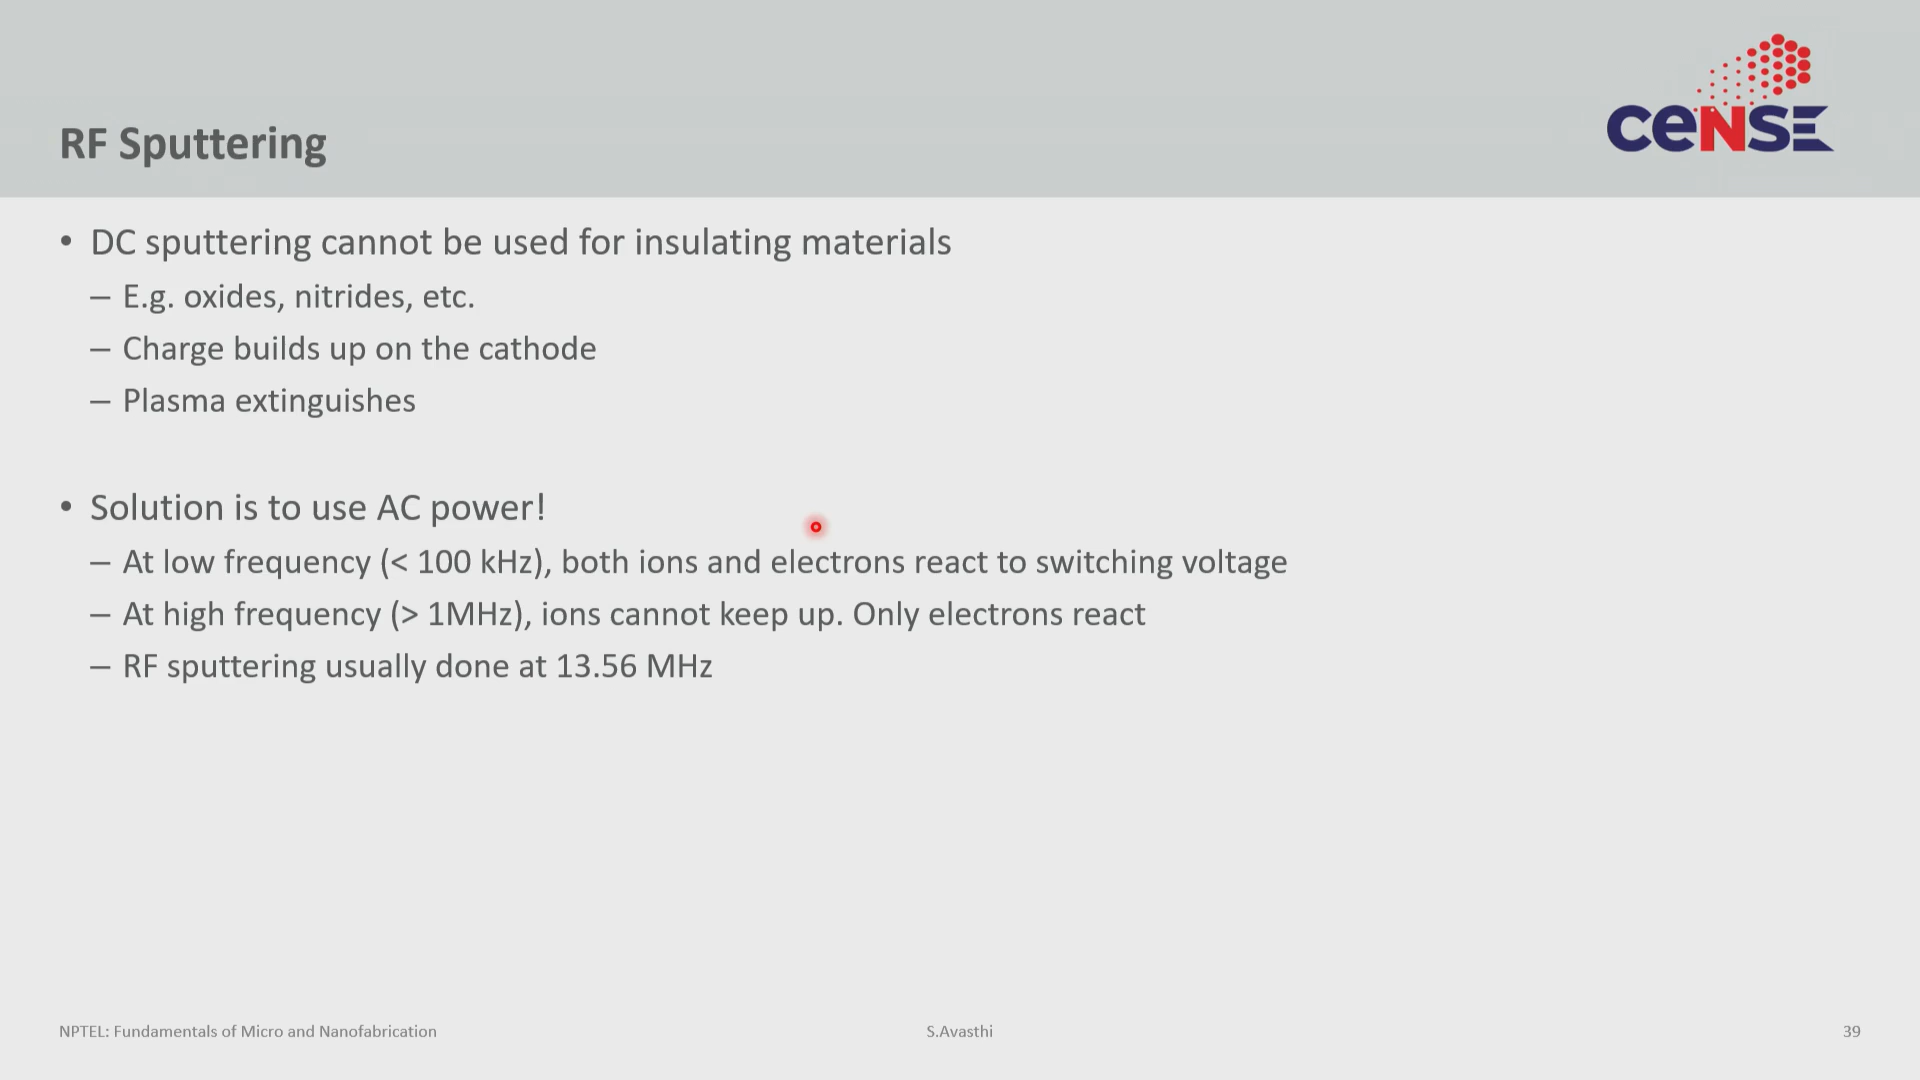 RF Sputtering
ceNSE
• DC sputtering cannot be used for insulating materials
– E.g. oxides, nitrides, etc.
– Charge builds up on the cathode
– Plasma extinguishes
• Solution is to use AC power!
– At low frequency (< 100 kHz), both ions and electrons react to switching voltage
– At high frequency (> 1MHz), ions cannot keep up. Only electrons react
– RF sputtering usually done at 13.56 MHz
NPTEL: Fundamentals of Micro and Nanofabrication
S.Avasthi
39